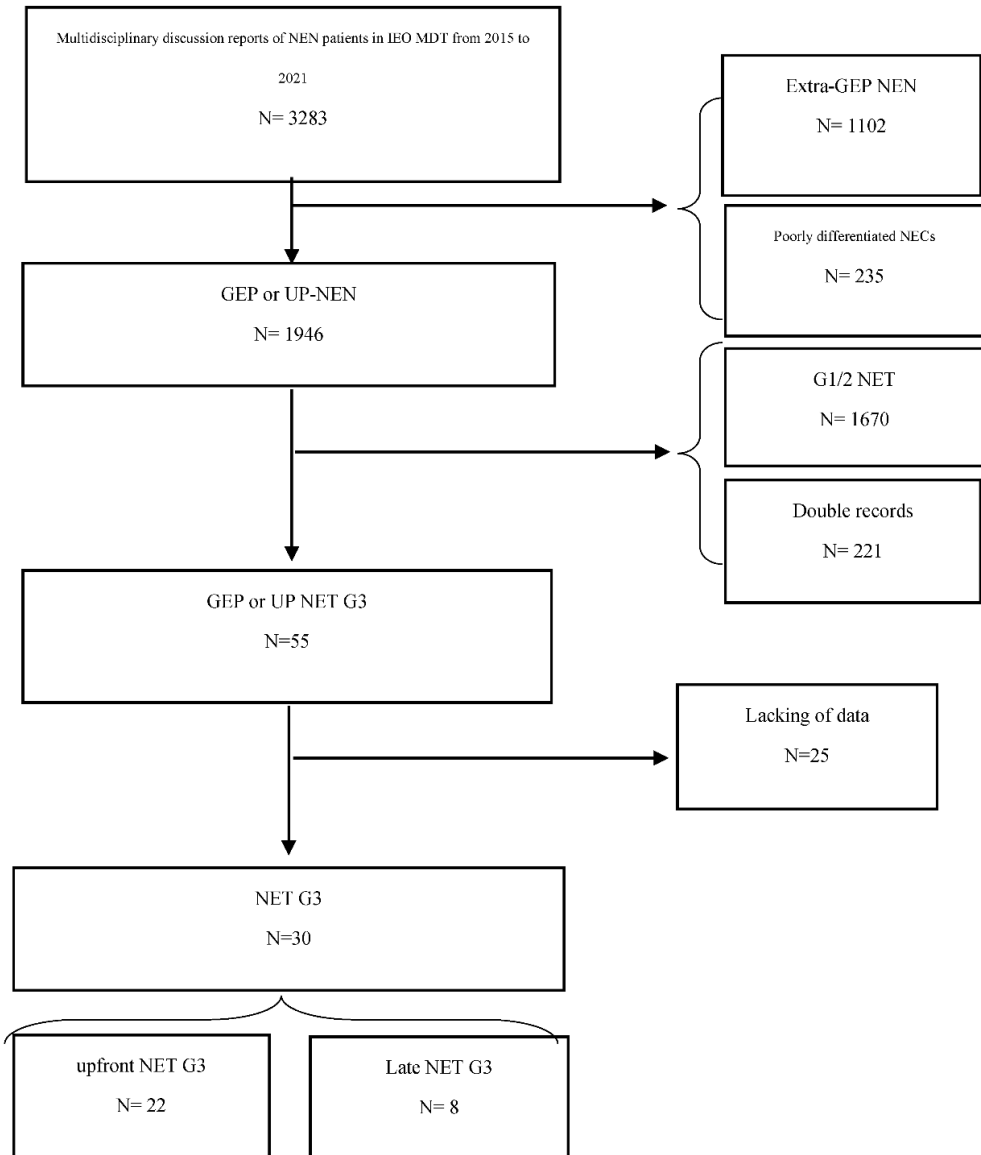 Multidisciplinary discussion reports of NEN patients in IEO MDT from 2015 to
2021
N= 3283
Extra-GEP NEN
N= 1102
Poorly differentiated NECs
N= 235
GEP or UP-NEN
N= 1946
G1/2 NET
N= 1670
Double records
N= 221
GEP or UP NET G3
N=55
Lacking of data
N=25
NET G3
N=30
upfront NET G3
N= 22
Late NET G3
N= 8